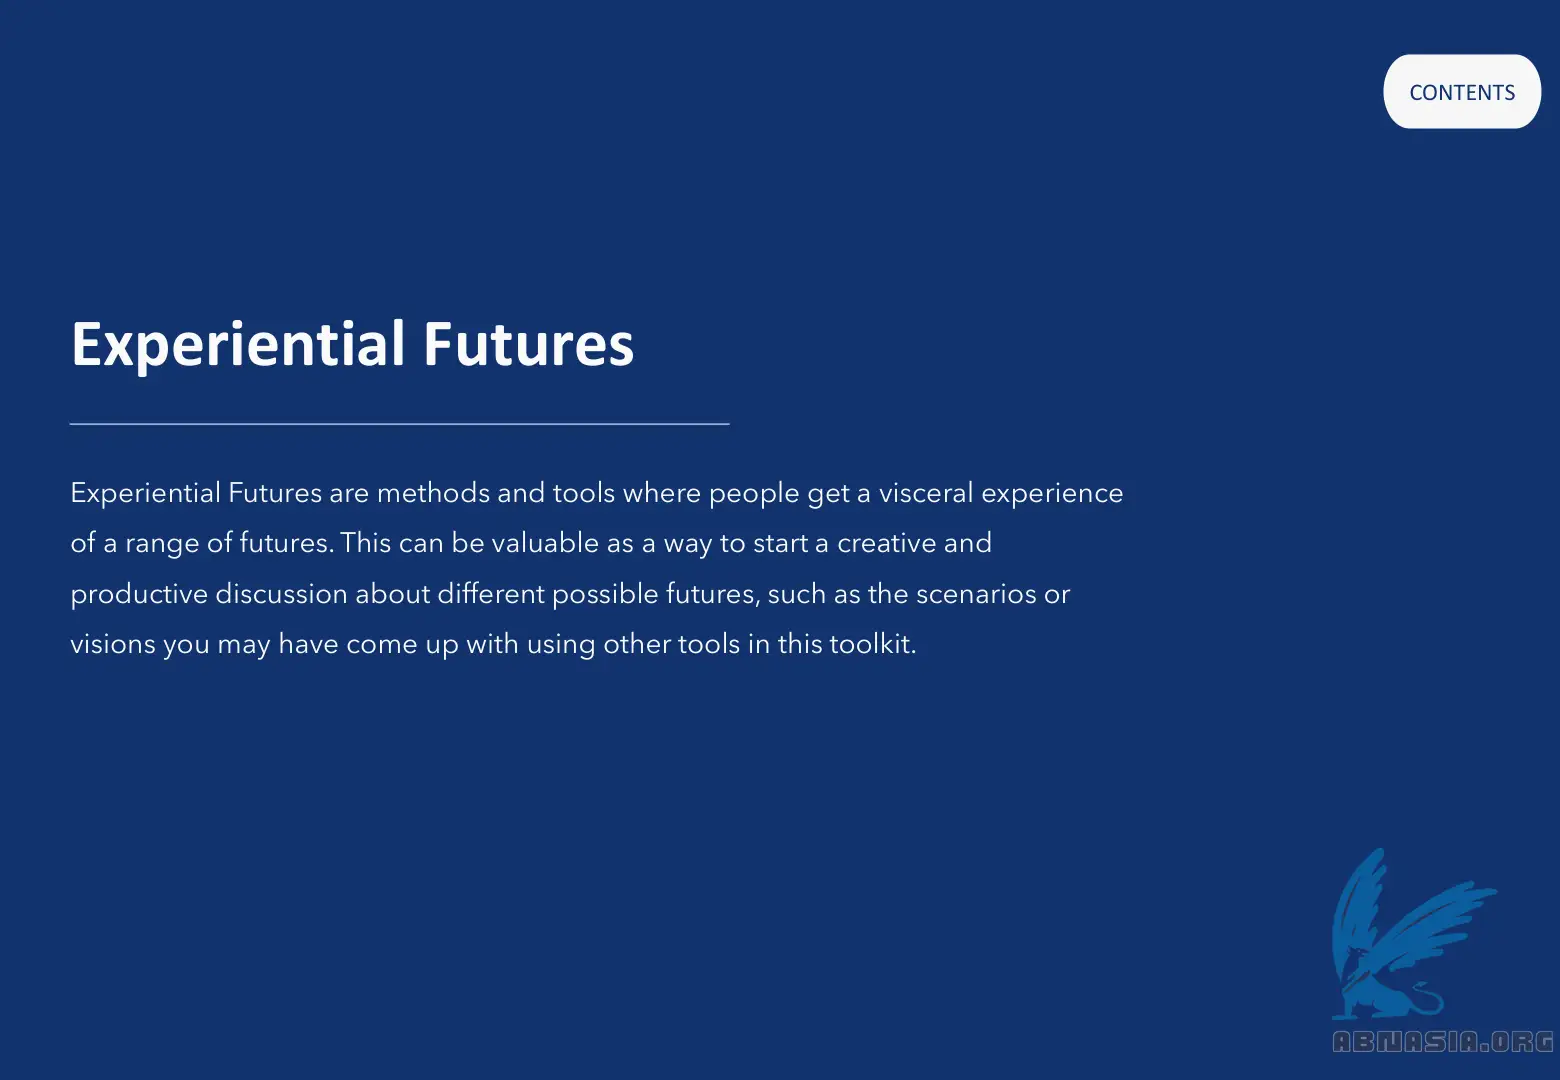 CONTENTS
Experiential Futures
Experiential Futures are methods and tools where people get a visceral experience
of a range of futures. This can be valuable as a way to start a creative and
productive discussion about different possible futures, such as the scenarios or
visions you may have come up with using other tools in this toolkit.
ABNASIA.ORG